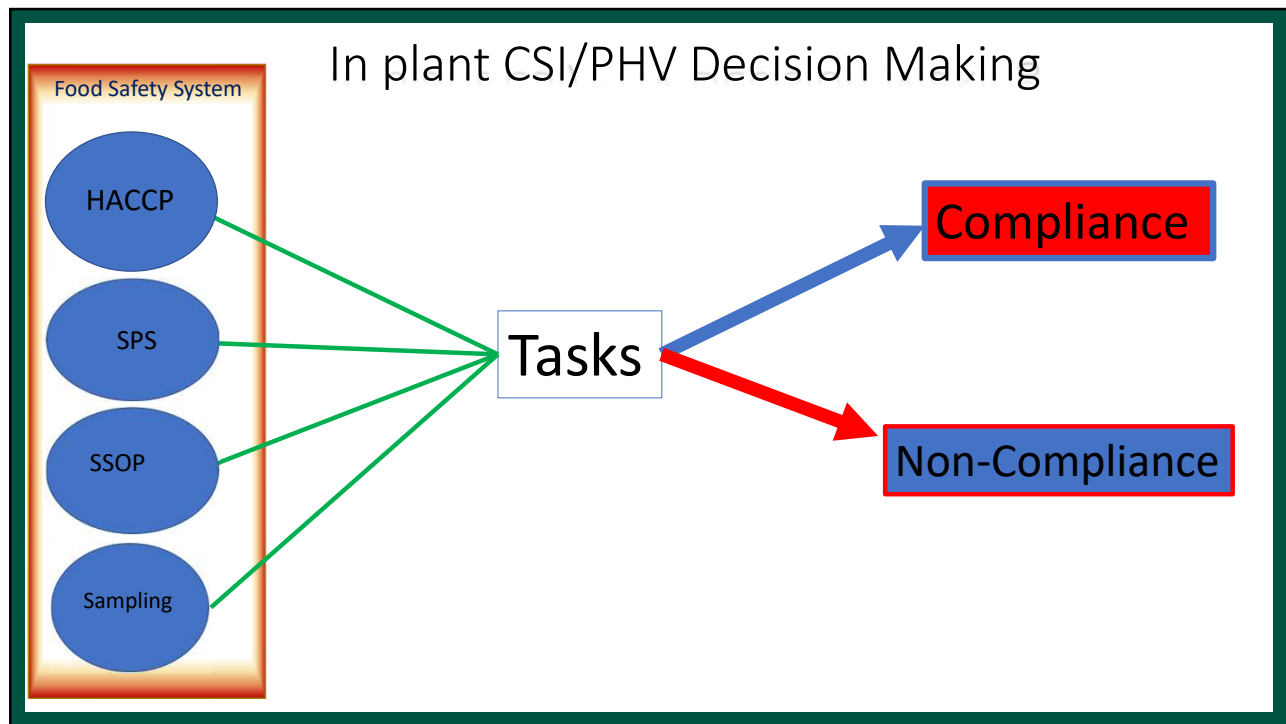 In plant CSI/PHV Decision Making
Food Safety System
HACCP
SPS
SSOP
Sampling
Tasks
Compliance
Non-Compliance